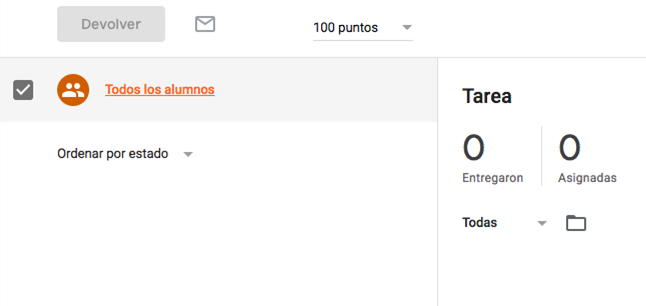 Devolver
100 puntos
Todos los alumnos
Ordenar por estado
Tarea
0
Entregaron
0
Asignadas
Todas